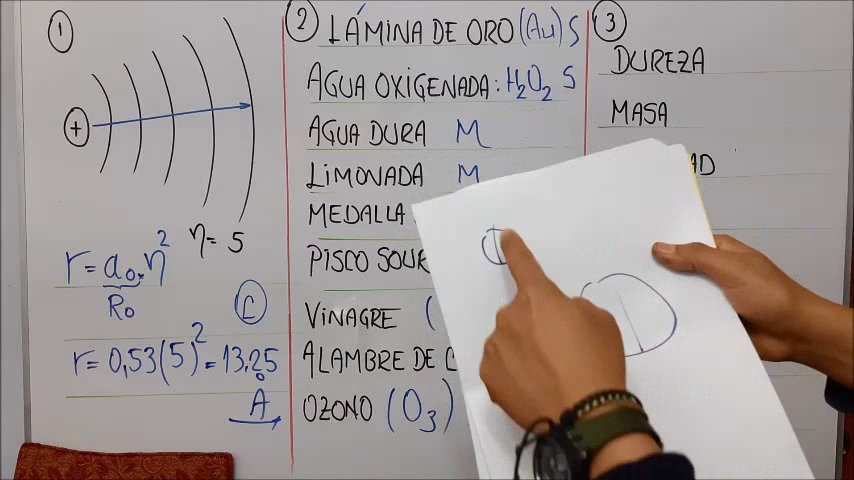 1
+
η = 5
r = a₀.η²
R₀
C
r = 0,53(5)² = 13,25
A
2
LÁMINA DE ORO (Au) S
AGUA OXIGENADA: H₂O₂ S
AGUA DURA M
LIMONADA M
MEDALLA
PISCO SOUR
VINAGRE (
ALAMBRE DE C
OZONO (O₃)
3
DUREZA
MASA
AD